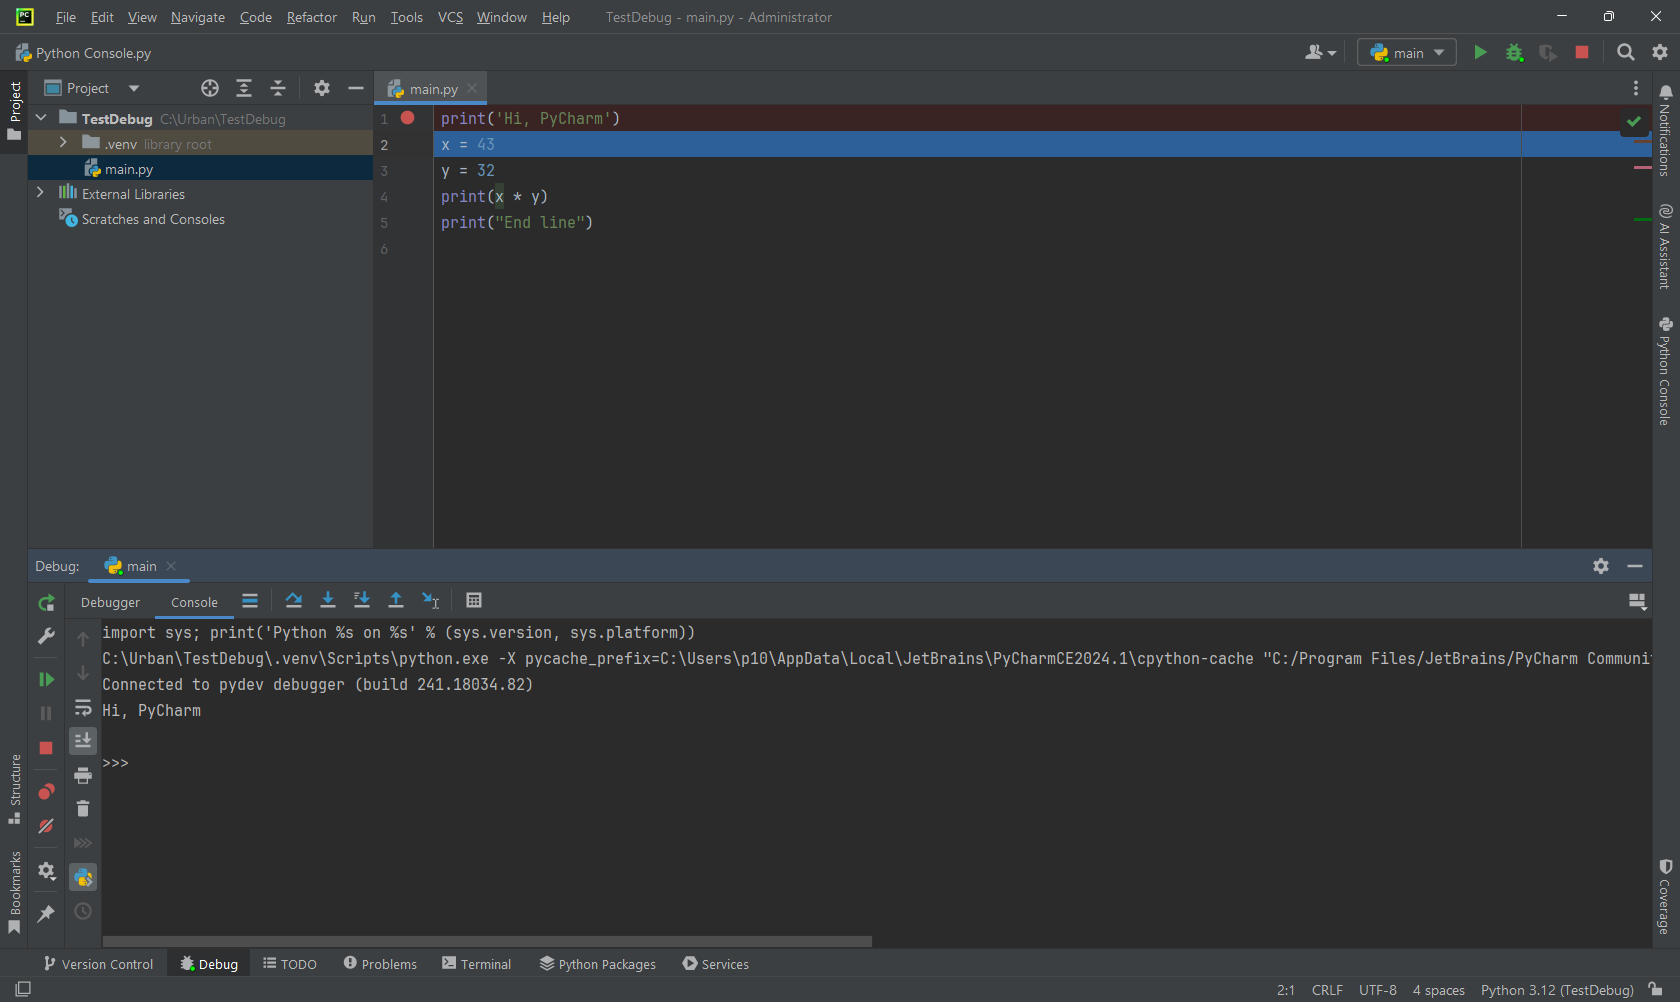 PC File Edit View Navigate Code Refactor Run Tools VCS Window Help TestDebug - main.py - Administrator
Python Console.py
main
Project
Project
main.py
TestDebug C:\Urban\TestDebug
.venv library root
main.py
External Libraries
Scratches and Consoles
1 print('Hi, PyCharm')
2 x = 43
3 y = 32
4 print(x * y)
5 print("End line")
6
Notifications
AI Assistant
Python Console
Coverage
Structure
Bookmarks
Debug: main
Debugger Console
import sys; print('Python %s on %s' % (sys.version, sys.platform))
C:\Urban\TestDebug\.venv\Scripts\python.exe -X pycache_prefix=C:\Users\p10\AppData\Local\JetBrains\PyCharmCE2024.1\cpython-cache "C:/Program Files/JetBrains/PyCharm Communi
Connected to pydev debugger (build 241.18034.82)
Hi, PyCharm
>>>
Version Control Debug TODO Problems Terminal Python Packages Services
2:1 CRLF UTF-8 4 spaces Python 3.12 (TestDebug)